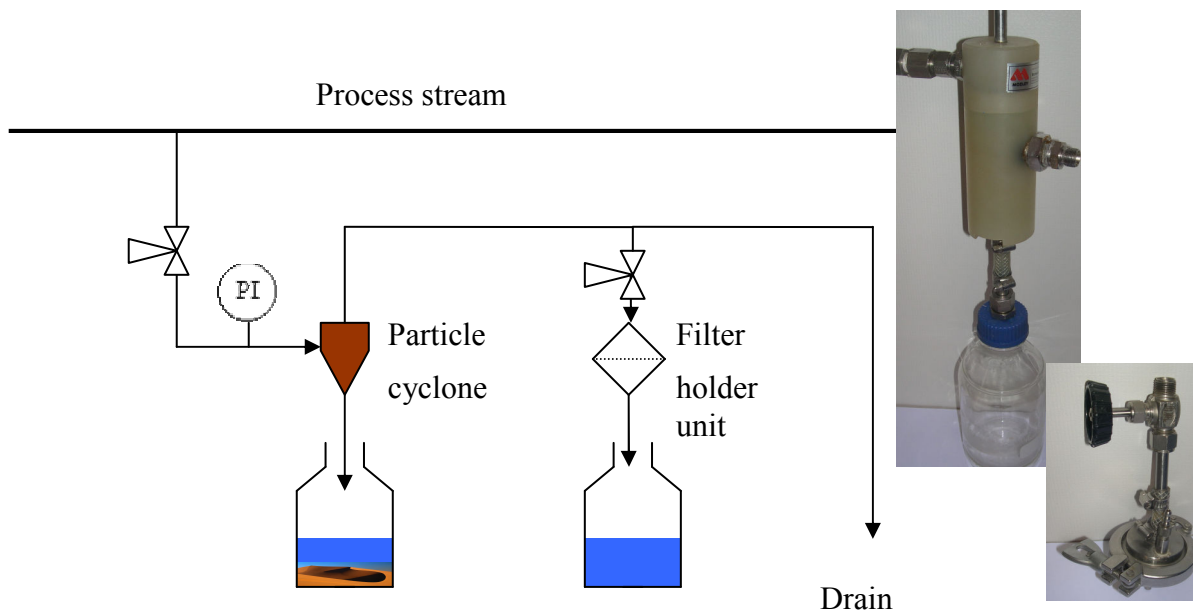 Process stream
PI
Particle
cyclone
Filter
holder
unit
Drain